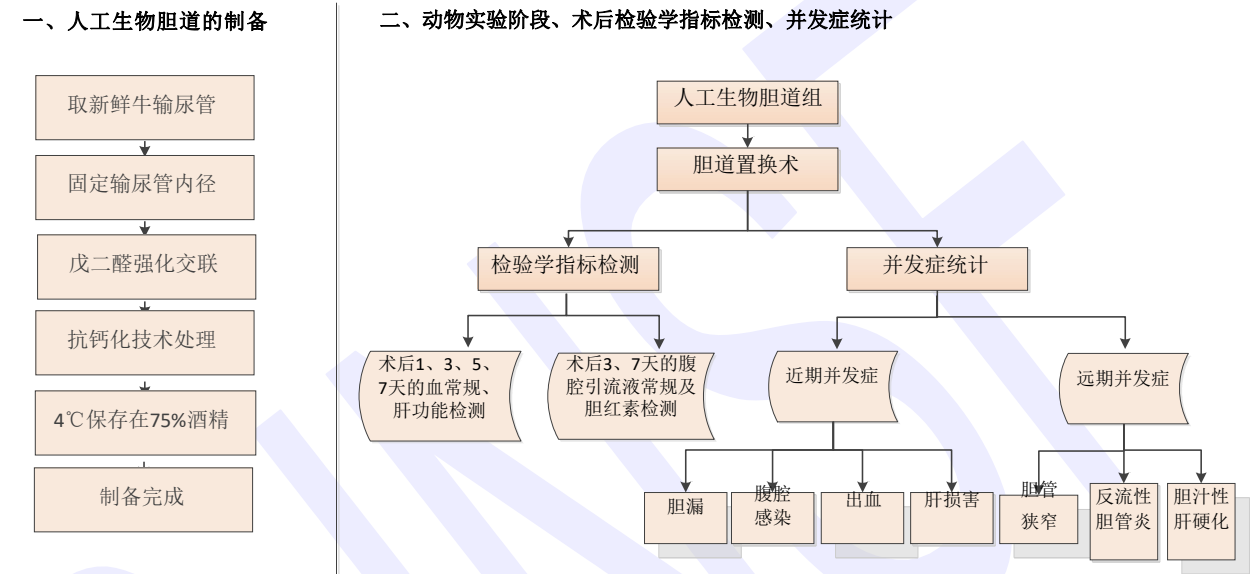 一、人工生物胆道的制备
取新鲜牛输尿管
固定输尿管内径
戊二醛强化交联
抗钙化技术处理
4℃保存在75%酒精
制备完成
二、动物实验阶段、术后检验学指标检测、并发症统计
人工生物胆道组
胆道置换术
检验学指标检测
并发症统计
术后1、3、5、
7天的血常规、
肝功能检测
术后3、7天的腹
腔引流液常规及
胆红素检测
近期并发症
远期并发症
胆漏
腹腔
感染
出血
肝损害
胆管
狭窄
反流性
胆管炎
胆汁性
肝硬化